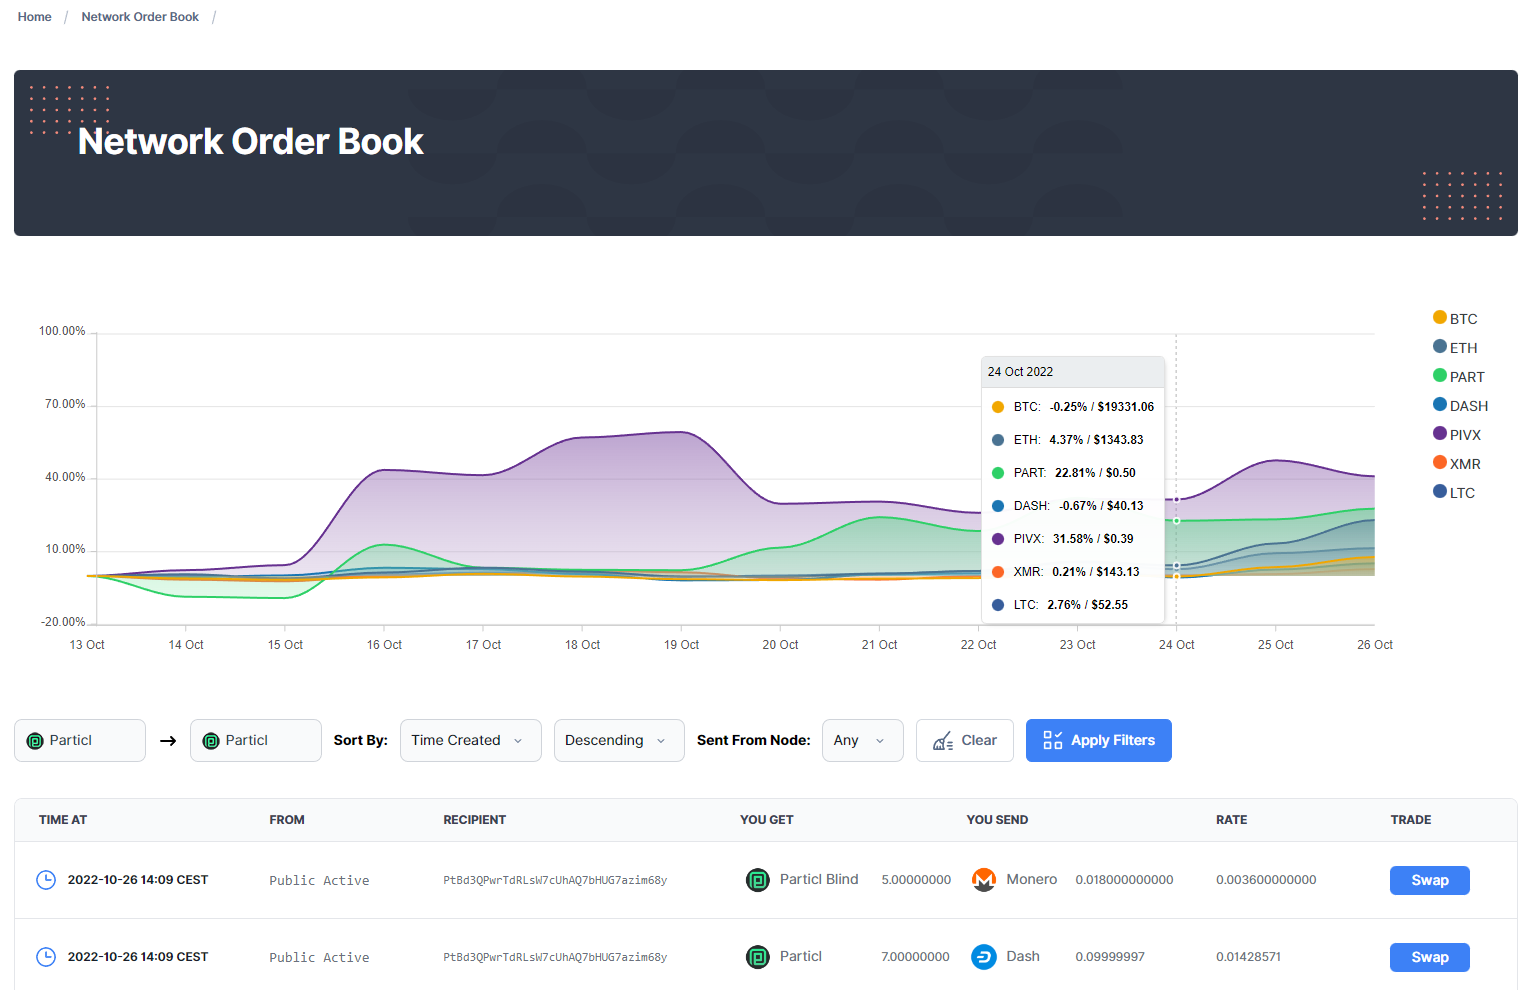 Home / Network Order Book /
Network Order Book
100.00%
70.00%
40.00%
10.00%
-20.00%
13 Oct 14 Oct 15 Oct 16 Oct 17 Oct 18 Oct 19 Oct 20 Oct 21 Oct 22 Oct 23 Oct 24 Oct 25 Oct 26 Oct
24 Oct 2022
BTC: -0.25% / $19331.06
ETH: 4.37% / $1343.83
PART: 22.81% / $0.50
DASH: -0.67% / $40.13
PIVX: 31.58% / $0.39
XMR: 0.21% / $143.13
LTC: 2.76% / $52.55
BTC
ETH
PART
DASH
PIVX
XMR
LTC
Particl → Particl Sort By: Time Created Descending Sent From Node: Any Clear Apply Filters
TIME AT FROM RECIPIENT YOU GET YOU SEND RATE TRADE
2022-10-26 14:09 CEST Public Active PtBd3QPwrTdRLsW7cUhAQ7bHUG7azim68y Particl Blind 5.00000000 Monero 0.018000000000 0.003600000000 Swap
2022-10-26 14:09 CEST Public Active PtBd3QPwrTdRLsW7cUhAQ7bHUG7azim68y Particl 7.00000000 Dash 0.09999997 0.01428571 Swap